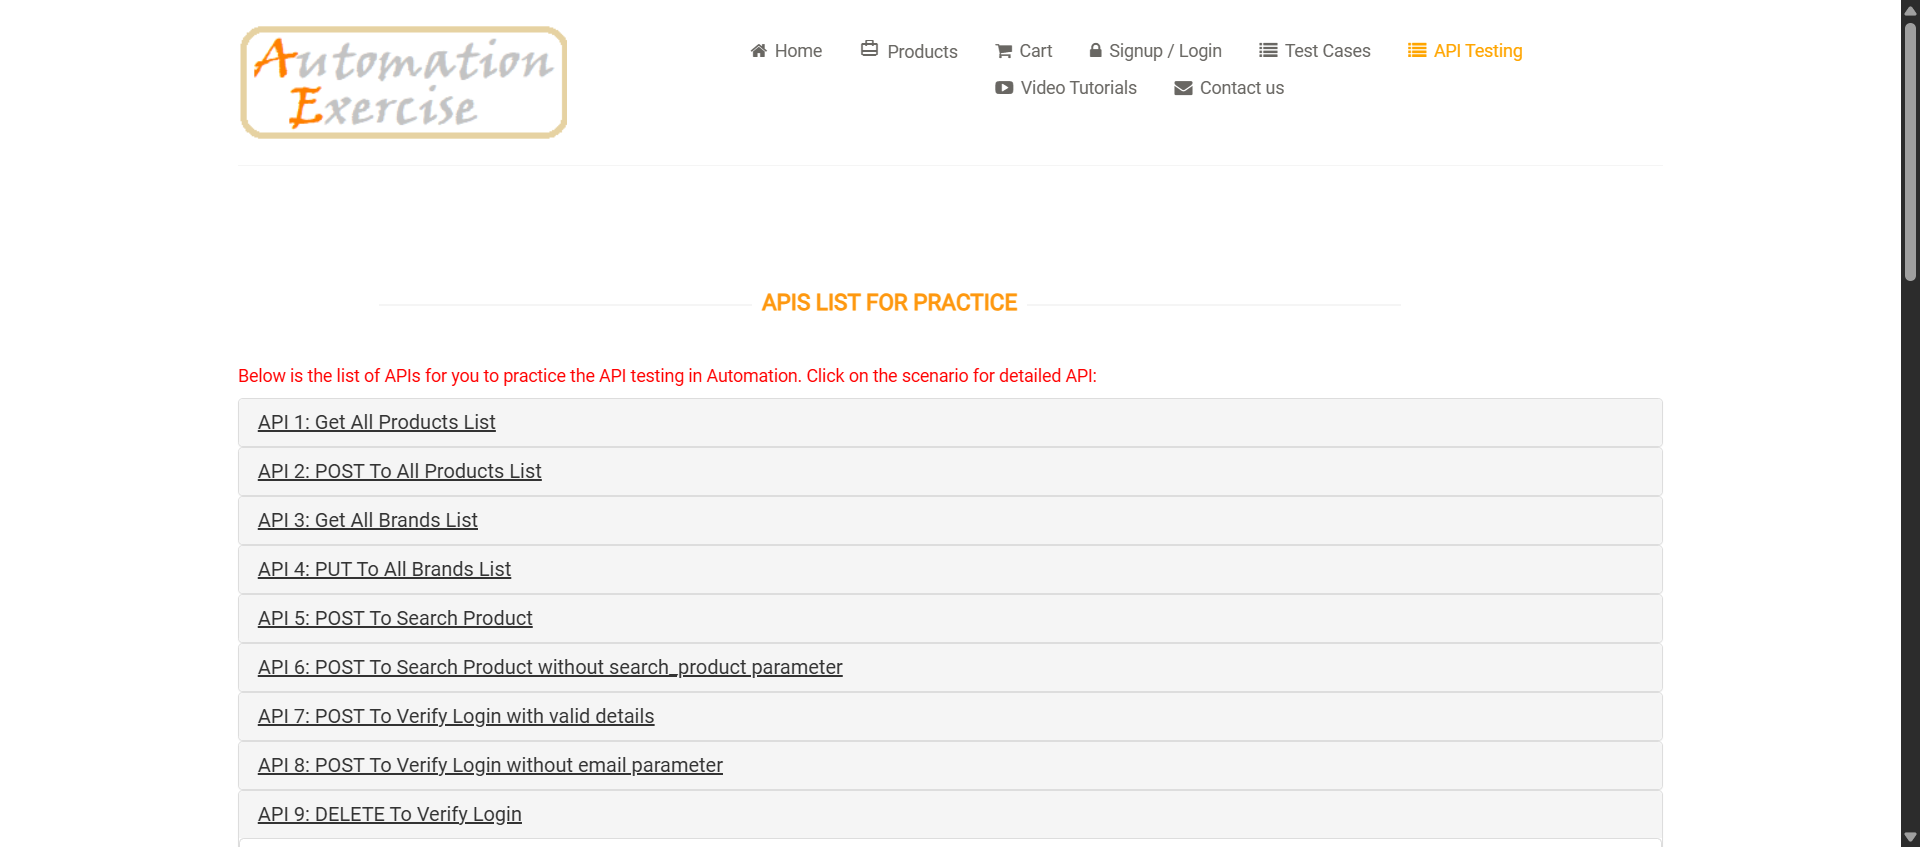 Automation
Exercise
Home
Products
Cart
Signup / Login
Test Cases
API Testing
Video Tutorials
Contact us
APIS LIST FOR PRACTICE
Below is the list of APIs for you to practice the API testing in Automation. Click on the scenario for detailed API:
API 1: Get All Products List
API 2: POST To All Products List
API 3: Get All Brands List
API 4: PUT To All Brands List
API 5: POST To Search Product
API 6: POST To Search Product without search_product parameter
API 7: POST To Verify Login with valid details
API 8: POST To Verify Login without email parameter
API 9: DELETE To Verify Login